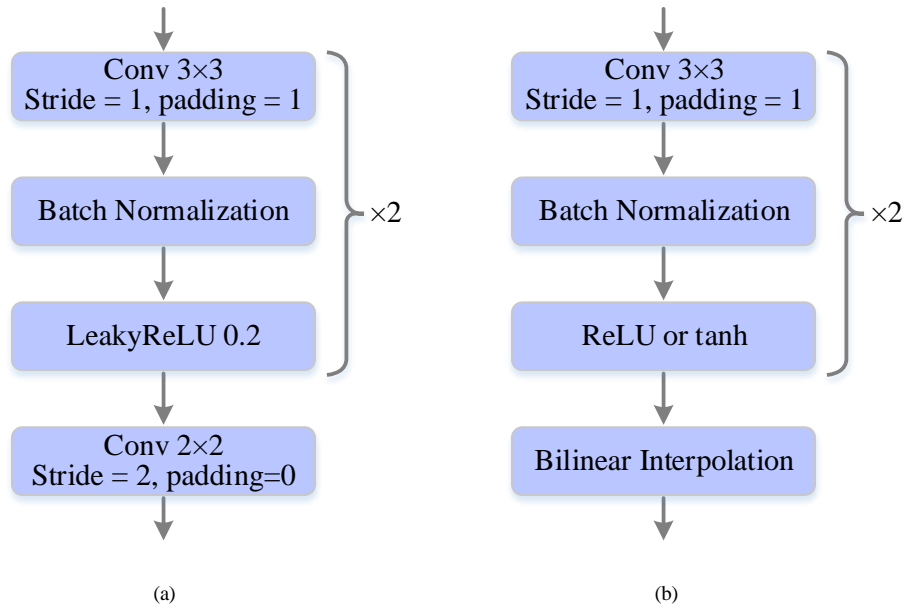 Conv 3×3
Stride = 1, padding = 1
Batch Normalization
LeakyReLU 0.2
×2
Conv 2×2
Stride = 2, padding=0
(a)
Conv 3×3
Stride = 1, padding = 1
Batch Normalization
ReLU or tanh
×2
Bilinear Interpolation
(b)